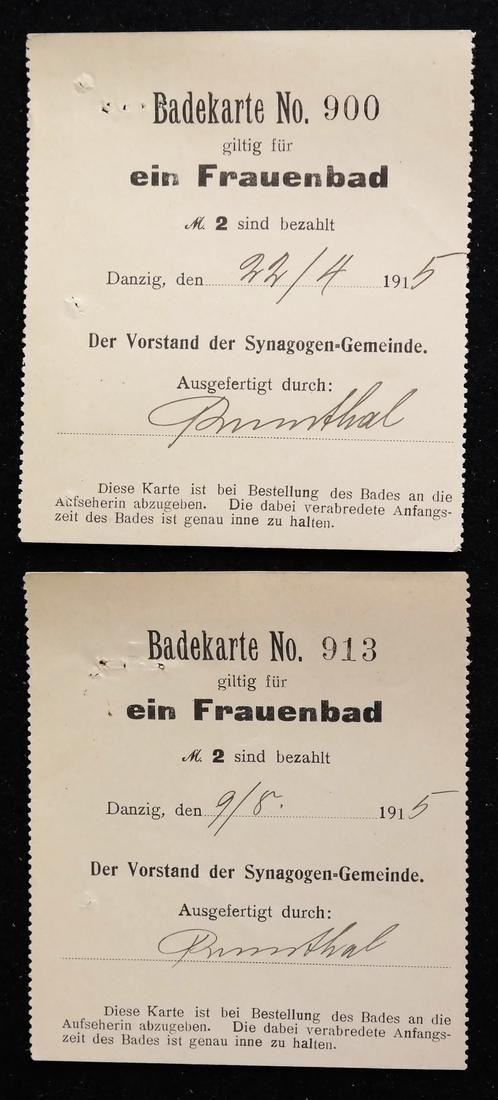 Badekarte No. 900
giltig für
ein Frauenbad
M. 2 sind bezahlt
Danzig, den 22/4 1915
Der Vorstand der Synagogen-Gemeinde.
Ausgefertigt durch:
Diese Karte ist bei Bestellung des Bades an die
Aufseherin abzugeben. Die dabei verabredete Anfangs-
zeit des Bades ist genau inne zu halten.
Badekarte No. 913
giltig für
ein Frauenbad
M. 2 sind bezahlt
Danzig, den 9/8. 1915
Der Vorstand der Synagogen-Gemeinde.
Ausgefertigt durch:
Diese Karte ist bei Bestellung des Bades an die
Aufseherin abzugeben. Die dabei verabredete Anfangs-
zeit des Bades ist genau inne zu halten.